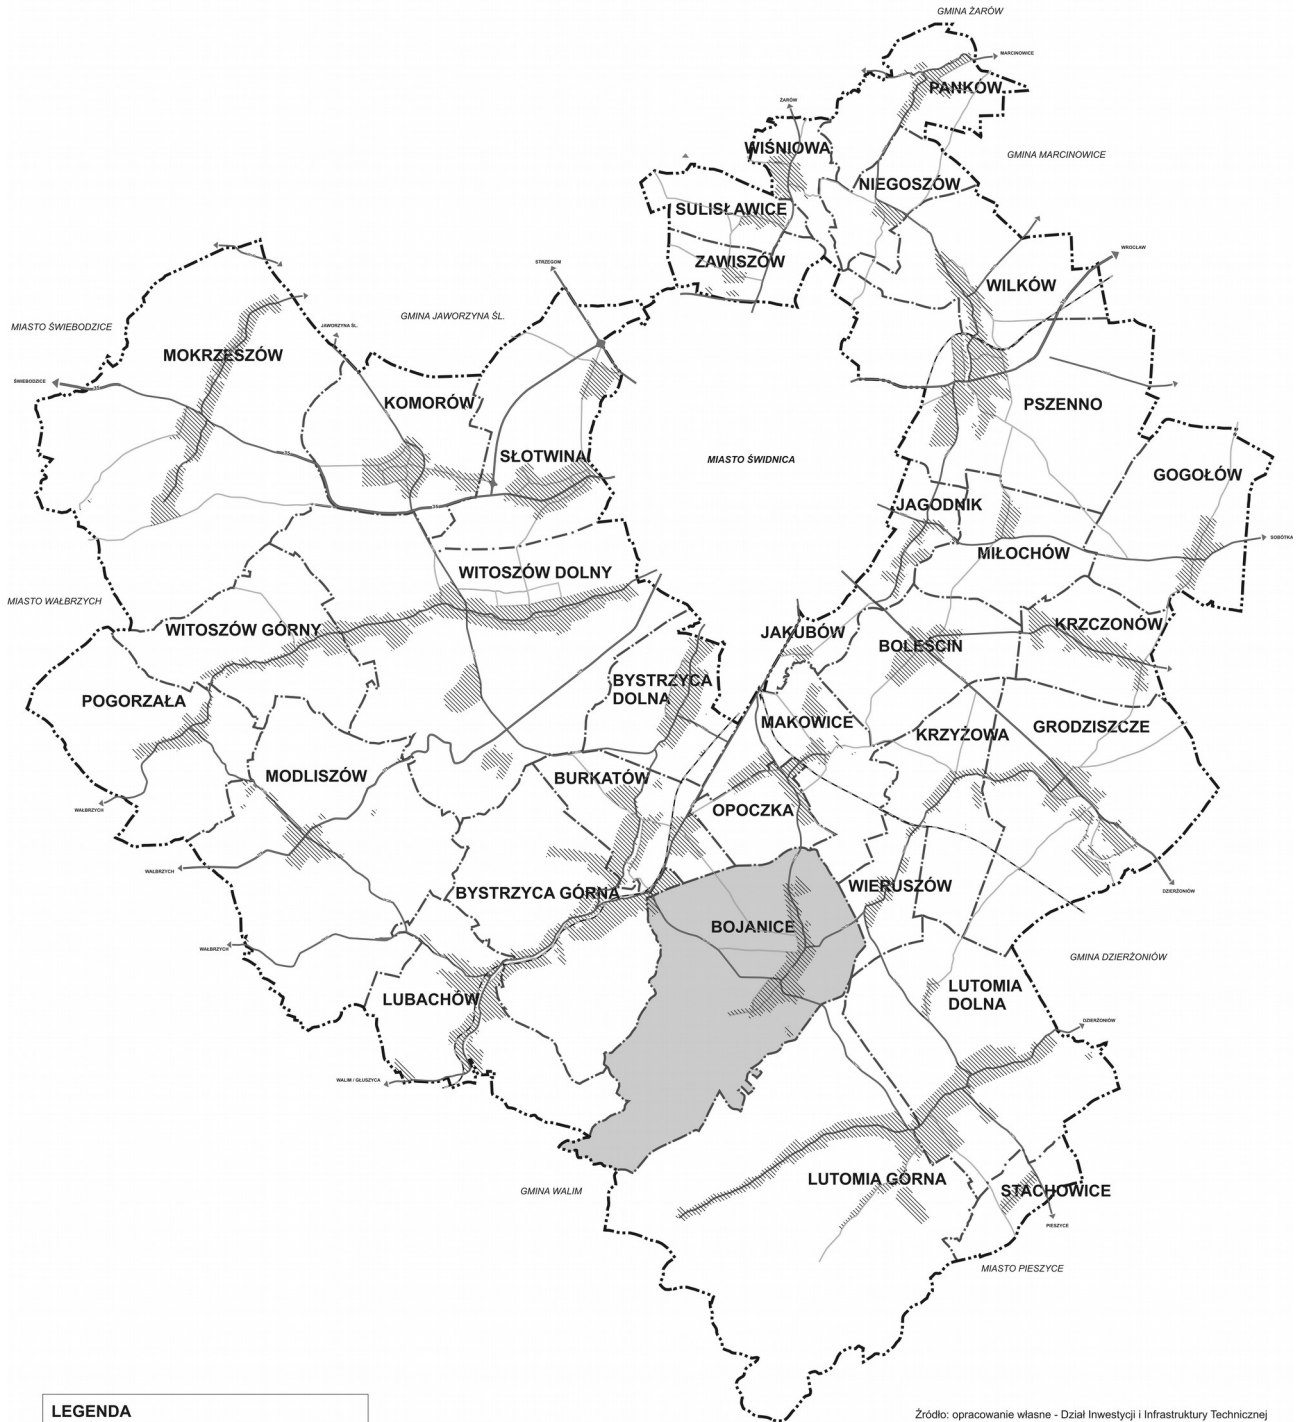 GMINA ŻARÓW
MARCINOWICE
PANKÓW
ŻARÓW
WIŚNIOWA
GMINA MARCINOWICE
NIEGOSZÓW
SULISŁAWICE
ZAWISZÓW
WROCŁAW
STRZEGOM
WILKÓW
GMINA JAWORZYNA ŚL.
MIASTO ŚWIEBODZICE
JAWORZYNA ŚL.
MOKRZESZÓW
ŚWIEBODZICE
KOMORÓW
PSZENNO
SŁOTWINA
MIASTO ŚWIDNICA
GOGOŁÓW
JAGODNIK
SOBÓTKA
MIŁOCHÓW
WITOSZÓW DOLNY
MIASTO WAŁBRZYCH
WITOSZÓW GÓRNY
JAKUBÓW
KRZCZONÓW
BOLEŚCIN
BYSTRZYCA
DOLNA
POGORZAŁA
MAKOWICE
KRZYŻOWA
GRODZISZCZE
MODLISZÓW
BURKATÓW
WAŁBRZYCH
OPOCZKA
WAŁBRZYCH
BYSTRZYCA GÓRNA
WIERUSZÓW
DZIERŻONIÓW
BOJANICE
WAŁBRZYCH
GMINA DZIERŻONIÓW
LUBACHÓW
LUTOMIA
DOLNA
DZIERŻONIÓW
WALIM / GŁUSZYCA
LUTOMIA GÓRNA
GMINA WALIM
STACHOWICE
PIESZYCE
MIASTO PIESZYCE
LEGENDA
Źródło: opracowanie własne - Dział Inwestycji i Infrastruktury Technicznej